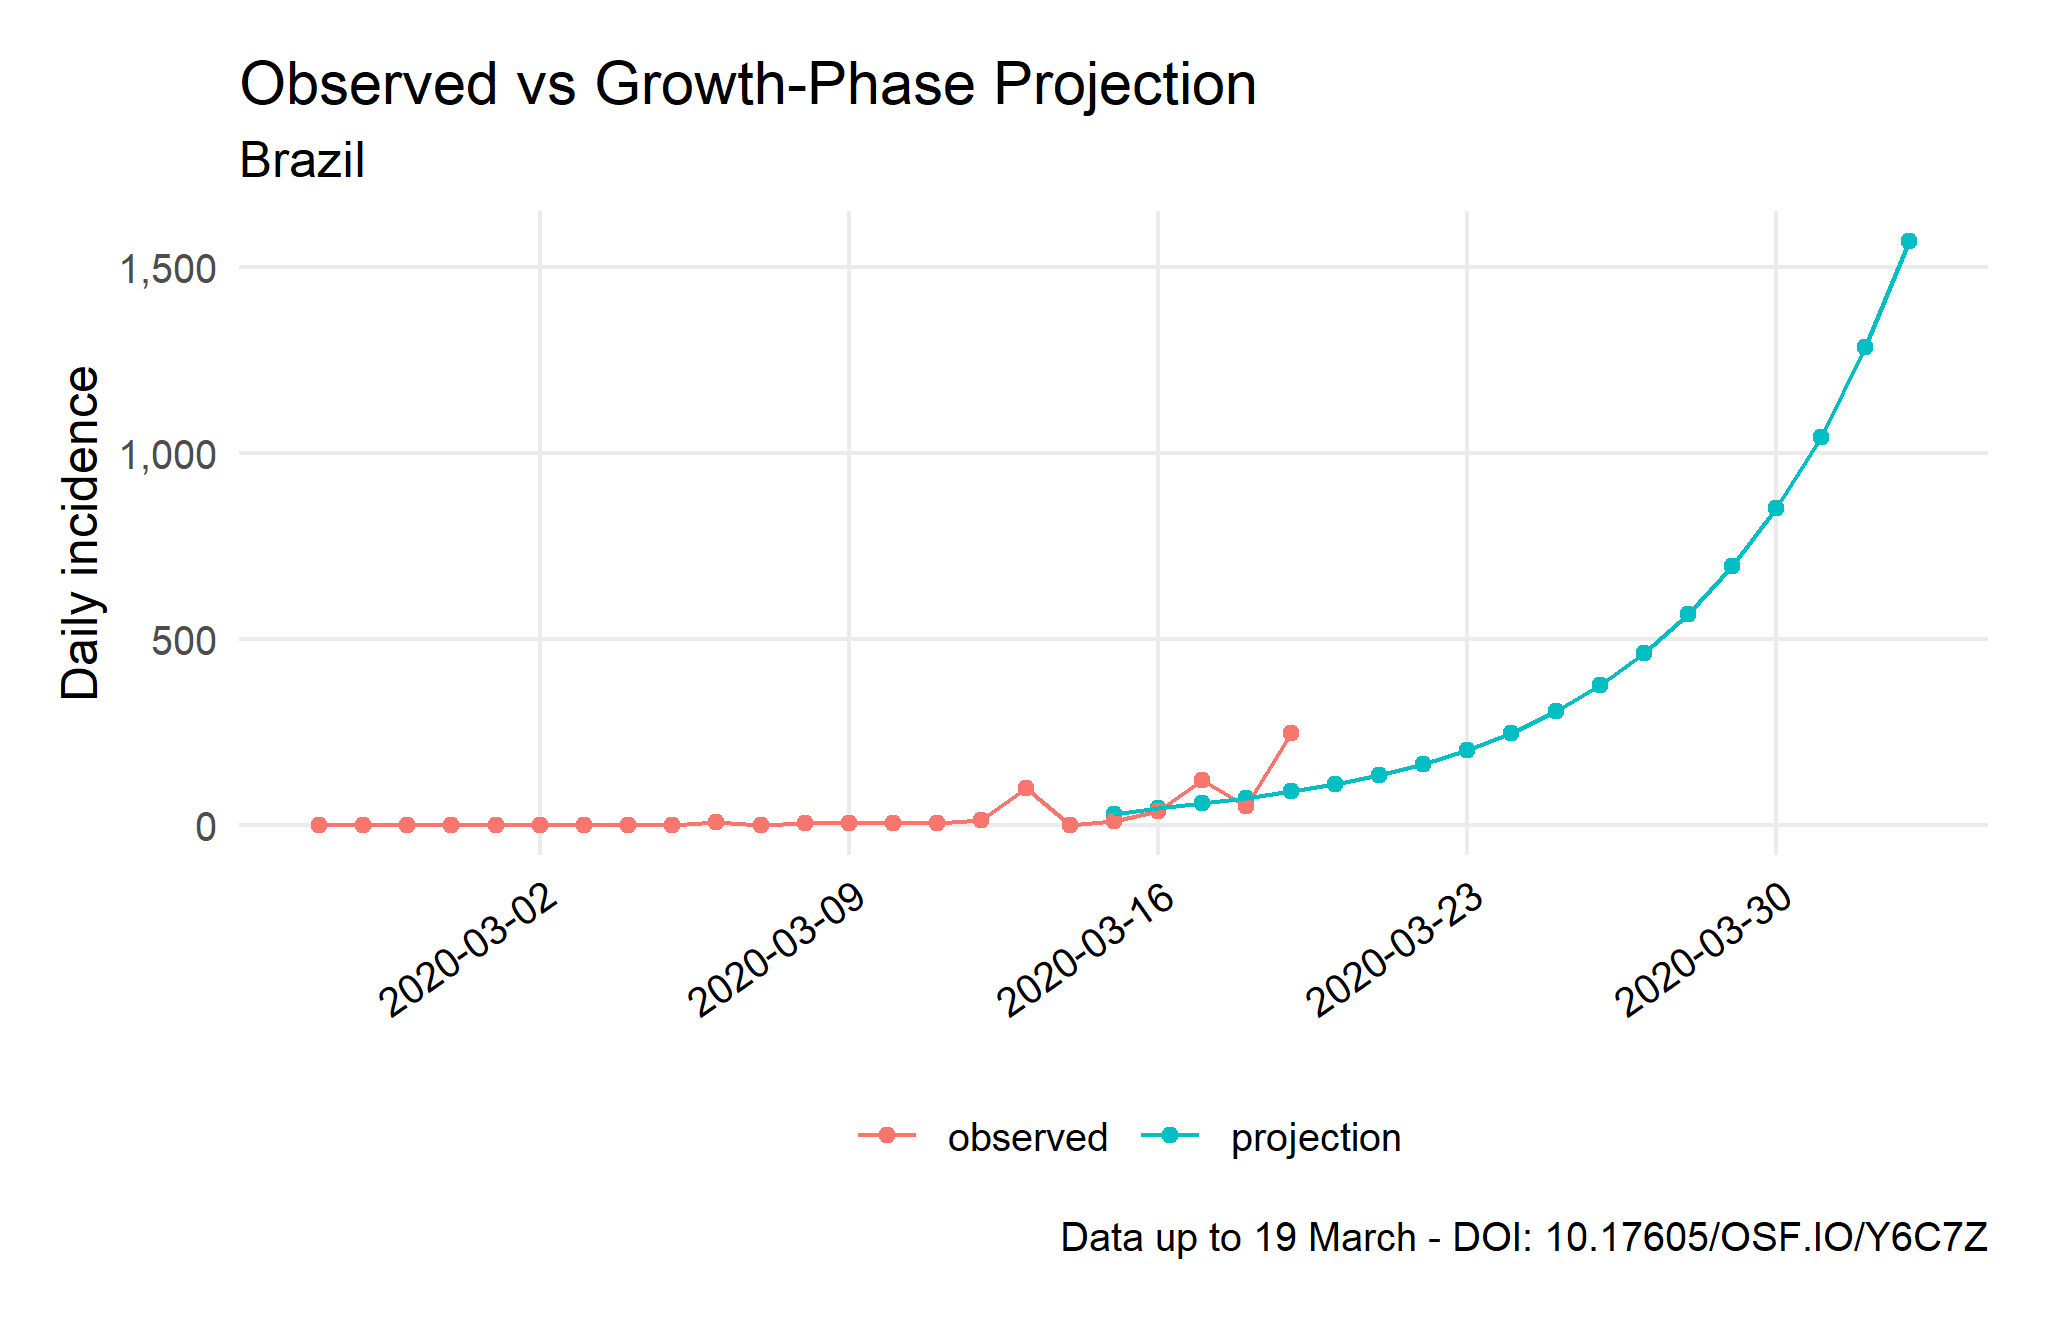 Observed vs Growth-Phase Projection
Brazil
Daily incidence
1,500
1,000
500
0
2020-03-02
2020-03-09
2020-03-16
2020-03-23
2020-03-30
observed
projection
Data up to 19 March - DOI: 10.17605/OSF.IO/Y6C7Z